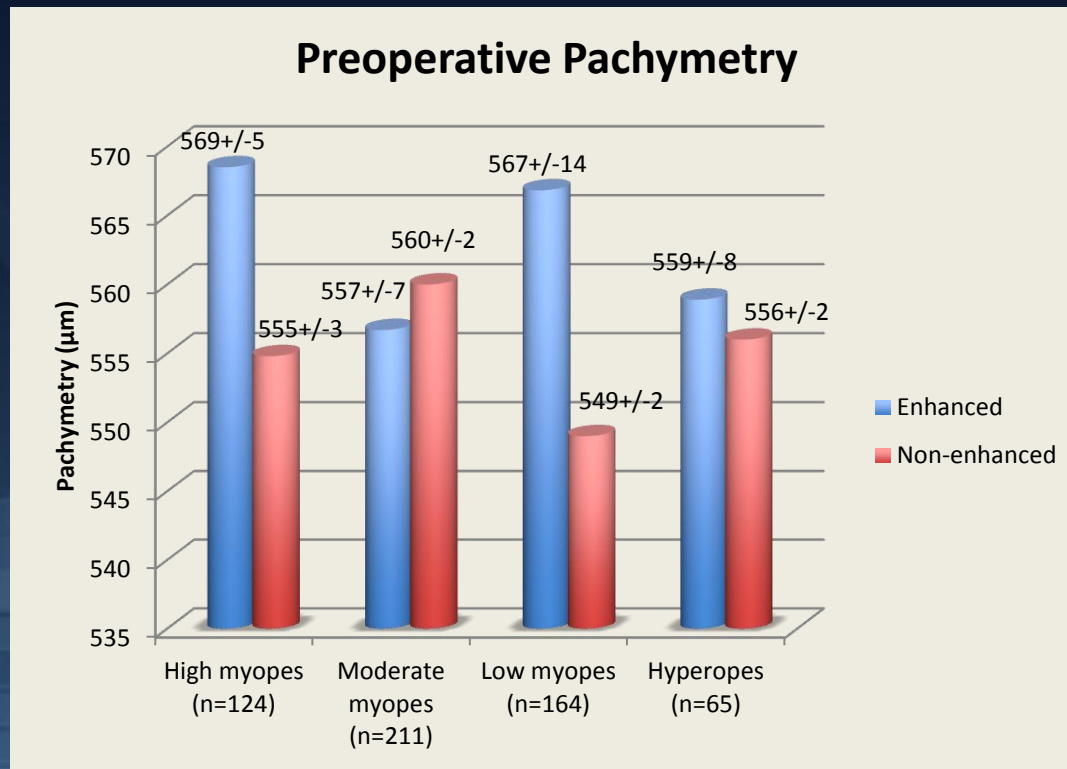 Preoperative Pachymetry
569+/-5
567+/-14
560+/-2
559+/-8
557+/-7
556+/-2
555+/-3
549+/-2
570
565
560
555
550
545
540
535
Pachymetry (µm)
Enhanced
Non-enhanced
High myopes
(n=124)
Moderate
myopes
(n=211)
Low myopes
(n=164)
Hyperopes
(n=65)